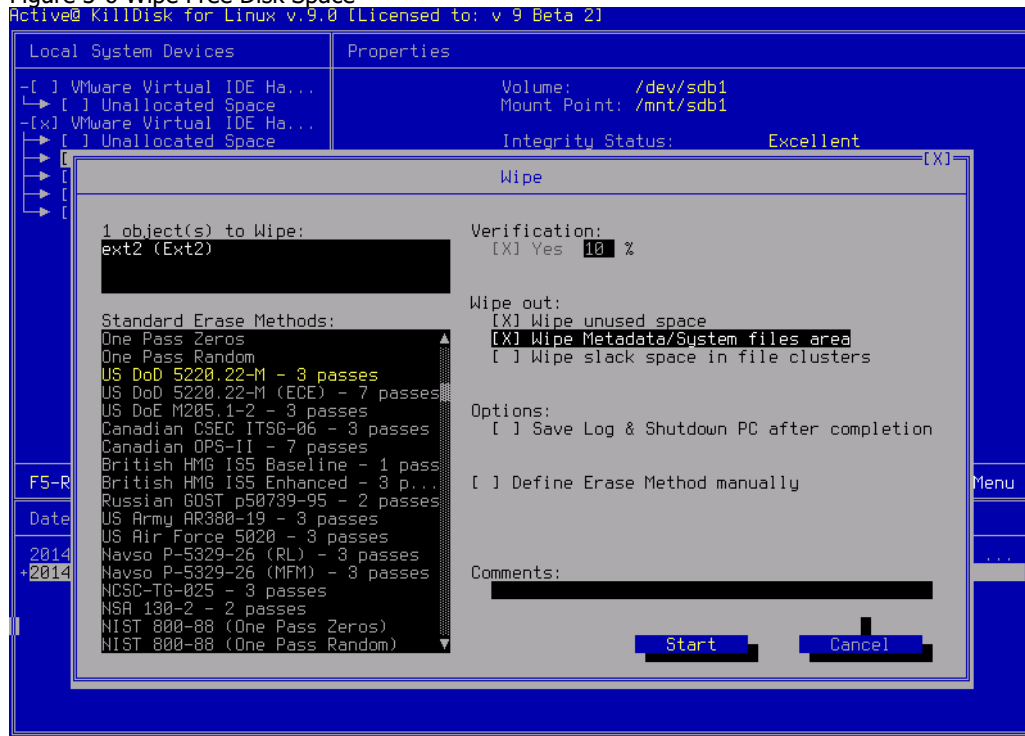 Figure 5-6 Wipe Free Disk Space
Active@ KillDisk for Linux v.9.0 [Licensed to: v 9 Beta 2]
Local System Devices
Properties
-[ ] VMware Virtual IDE Ha...
[ ] Unallocated Space
-[x] VMware Virtual IDE Ha...
[ ] Unallocated Space
Volume: /dev/sdb1
Mount Point: /mnt/sdb1
Integrity Status: Excellent
[X]
Wipe
1 object(s) to Wipe:
ext2 (Ext2)
Standard Erase Methods:
One Pass Zeros
One Pass Random
US DoD 5220.22-M - 3 passes
US DoD 5220.22-M (ECE) - 7 passes
US DoE M205.1-2 - 3 passes
Canadian CSEC ITSG-06 - 3 passes
Canadian OPS-II - 7 passes
British HMG IS5 Baseline - 1 pass
British HMG IS5 Enhanced - 3 p...
Russian GOST p50739-95 - 2 passes
US Army AR380-19 - 3 passes
US Air Force 5020 - 3 passes
Navso P-5329-26 (RL) - 3 passes
Navso P-5329-26 (MFM) - 3 passes
NCSC-TG-025 - 3 passes
NSA 130-2 - 2 passes
NIST 800-88 (One Pass Zeros)
NIST 800-88 (One Pass Random)
Verification:
[X] Yes 10 %
Wipe out:
[X] Wipe unused space
[X] Wipe Metadata/System files area
[ ] Wipe slack space in file clusters
Options:
[ ] Save Log & Shutdown PC after completion
[ ] Define Erase Method manually
Comments:
Start
Cancel
F5-R
Menu
Date
2014
...
+2014